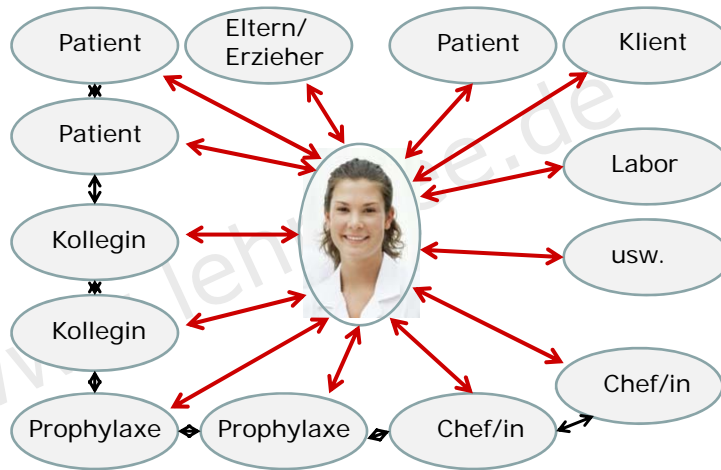 Patient
Eltern/
Erzieher
Patient
Klient
Patient
Labor
Kollegin
usw.
Kollegin
Chef/in
Prophylaxe
Prophylaxe
Chef/in